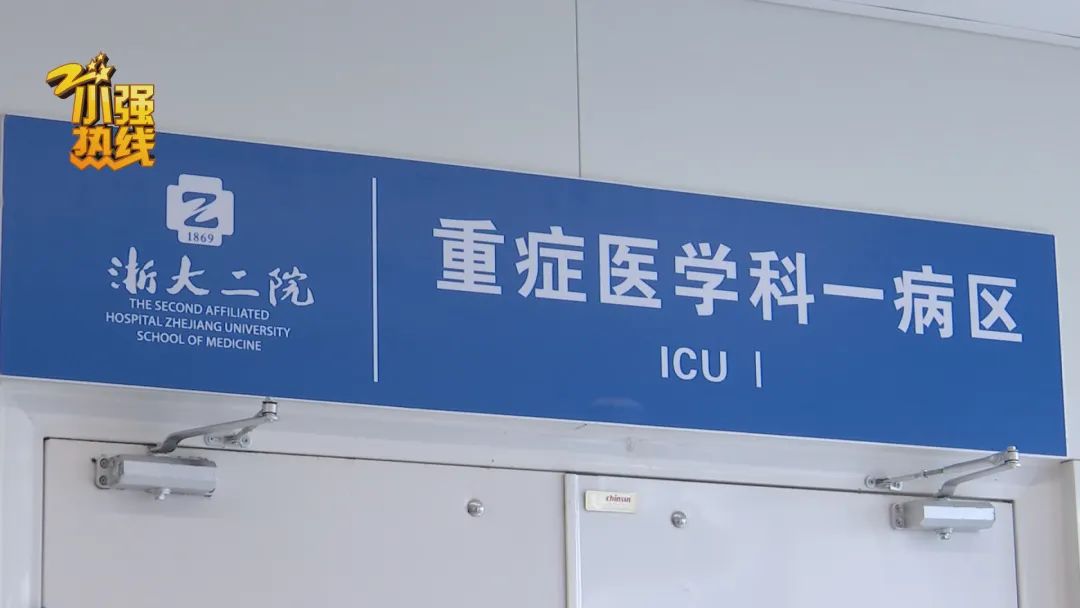 小强
热线
1869
浙大二院
THE SECOND AFFILIATED
HOSPITAL ZHEJIANG UNIVERSITY
SCHOOL OF MEDICINE
重症医学科一病区
ICU I
chinsun